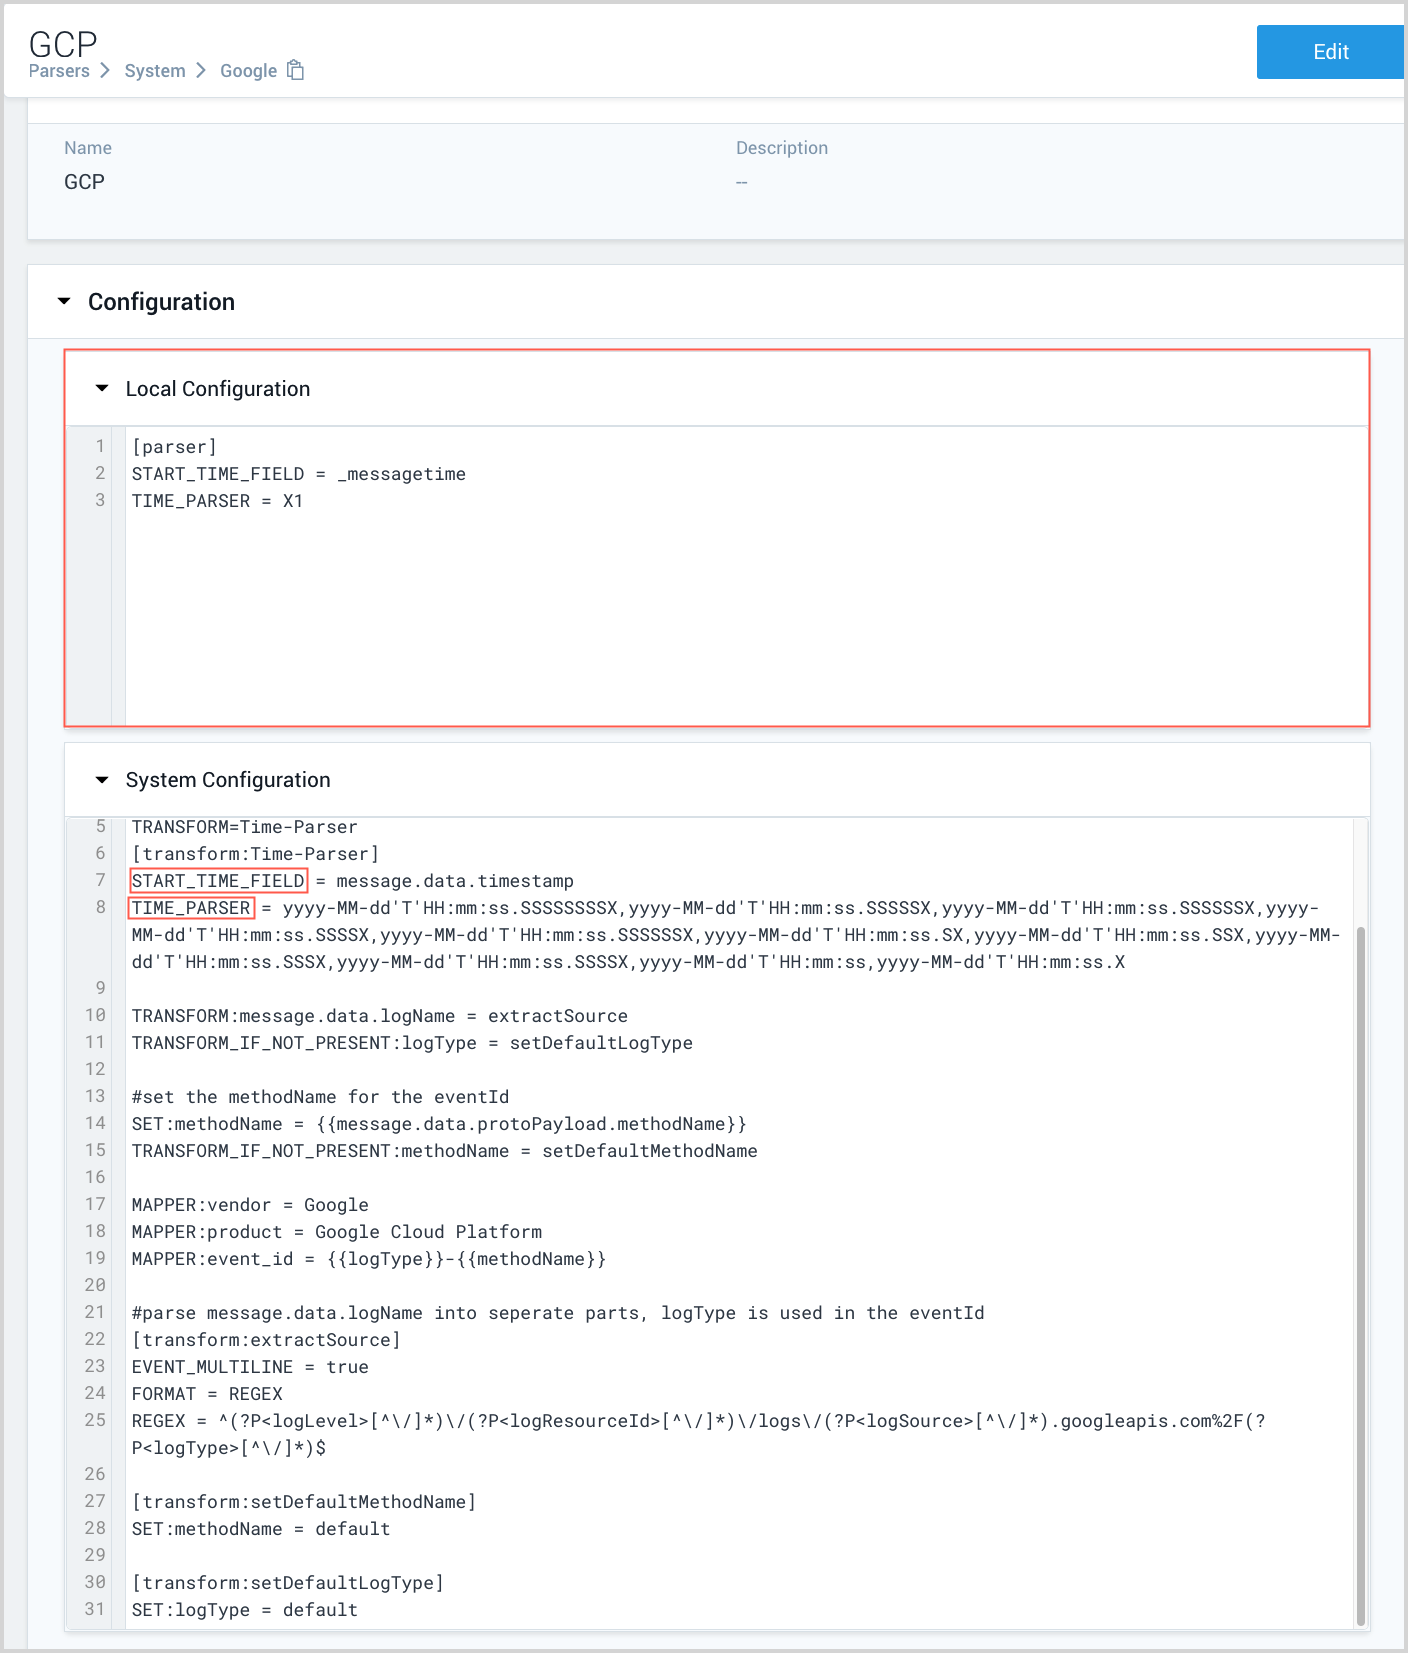 GCP
Edit
Parsers > System > Google
Name
Description
GCP
--
Configuration
Local Configuration
1 [parser]
2 START_TIME_FIELD = _messagetime
3 TIME_PARSER = X1
System Configuration
5 TRANSFORM=Time-Parser
6 [transform:Time-Parser]
7 START_TIME_FIELD = message.data.timestamp
8 TIME_PARSER = yyyy-MM-dd'T'HH:mm:ss.SSSSSSSSX,yyyy-MM-dd'T'HH:mm:ss.SSSSSX,yyyy-MM-dd'T'HH:mm:ss.SSSSSSX,yyyy-
MM-dd'T'HH:mm:ss.SSSSX,yyyy-MM-dd'T'HH:mm:ss.SSSSSSX,yyyy-MM-dd'T'HH:mm:ss.SX,yyyy-MM-dd'T'HH:mm:ss.SSX,yyyy-MM-
dd'T'HH:mm:ss.SSSX,yyyy-MM-dd'T'HH:mm:ss.SSSSX,yyyy-MM-dd'T'HH:mm:ss,yyyy-MM-dd'T'HH:mm:ss.X
9
10 TRANSFORM:message.data.logName = extractSource
11 TRANSFORM_IF_NOT_PRESENT:logType = setDefaultLogType
12
13 #set the methodName for the eventId
14 SET:methodName = {{message.data.protoPayload.methodName}}
15 TRANSFORM_IF_NOT_PRESENT:methodName = setDefaultMethodName
16
17 MAPPER:vendor = Google
18 MAPPER:product = Google Cloud Platform
19 MAPPER:event_id = {{logType}}-{{methodName}}
20
21 #parse message.data.logName into seperate parts, logType is used in the eventId
22 [transform:extractSource]
23 EVENT_MULTILINE = true
24 FORMAT = REGEX
25 REGEX = ^(?P<logLevel>[^\/]*)\/(?P<logResourceId>[^\/]*)\/logs\/(?P<logSource>[^\/]*).googleapis.com%2F(?
P<logType>[^\/]*)$
26
27 [transform:setDefaultMethodName]
28 SET:methodName = default
29
30 [transform:setDefaultLogType]
31 SET:logType = default